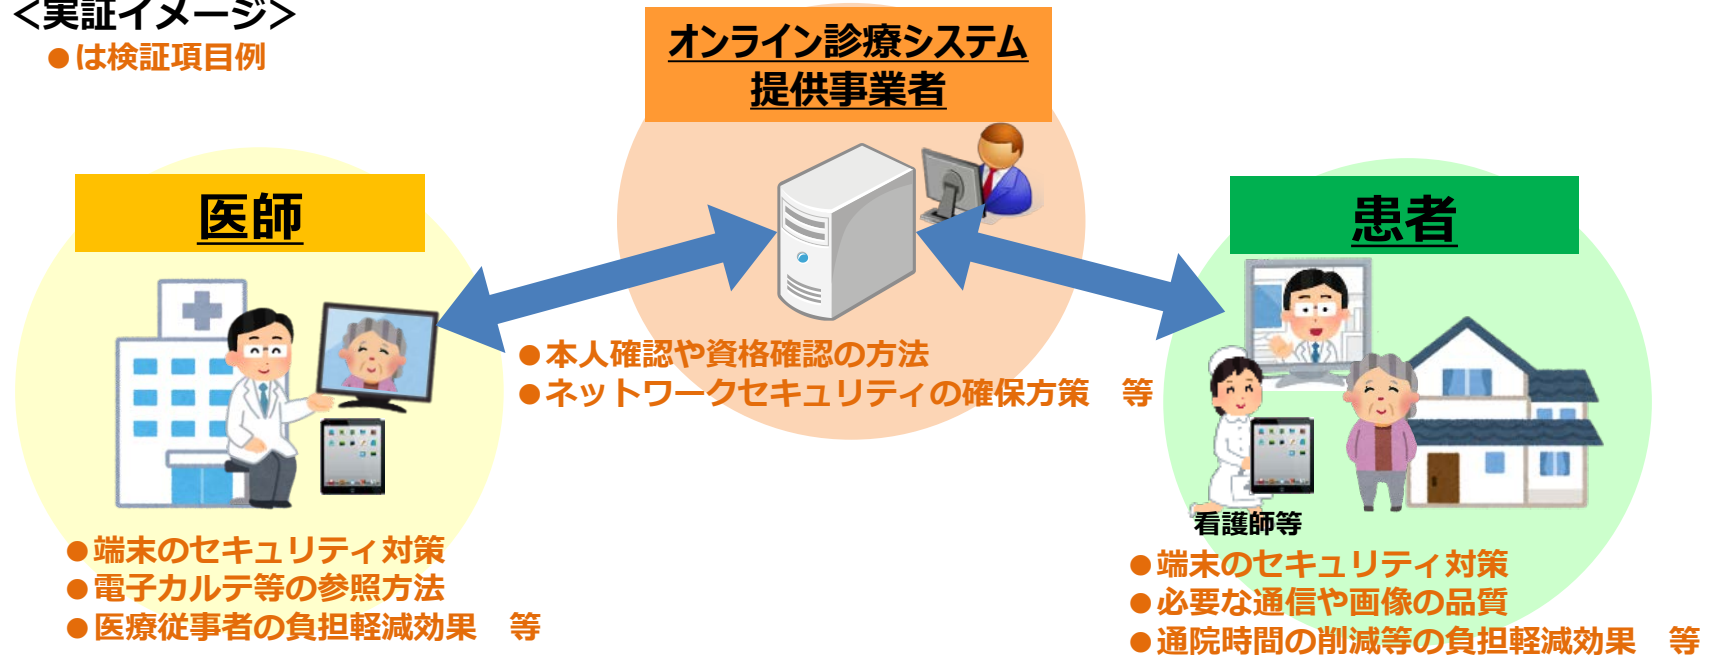 ＜実証イメージ＞
●は検証項目例
オンライン診療システム
提供事業者
医師
患者
●本人確認や資格確認の方法
●ネットワークセキュリティの確保方策　等
看護師等
●端末のセキュリティ対策
●電子カルテ等の参照方法
●医療従事者の負担軽減効果　等
●端末のセキュリティ対策
●必要な通信や画像の品質
●通院時間の削減等の負担軽減効果　等